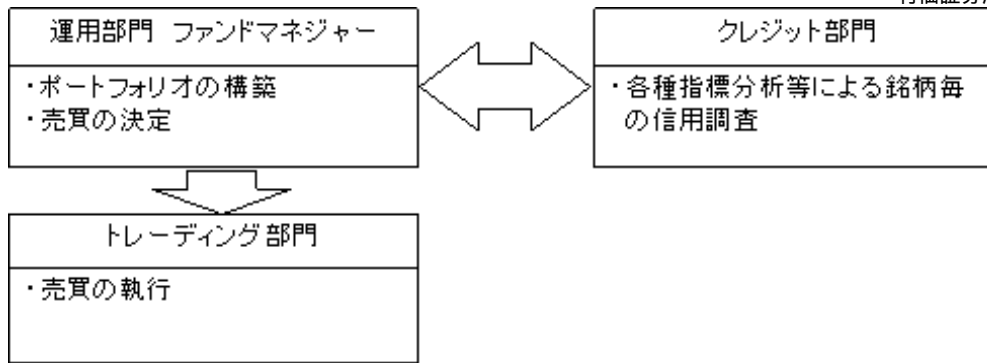 運用部門 ファンドマネジャー
・ポートフォリオの構築
・売買の決定
クレジット部門
・各種指標分析等による銘柄毎
の信用調査
トレーディング部門
・売買の執行